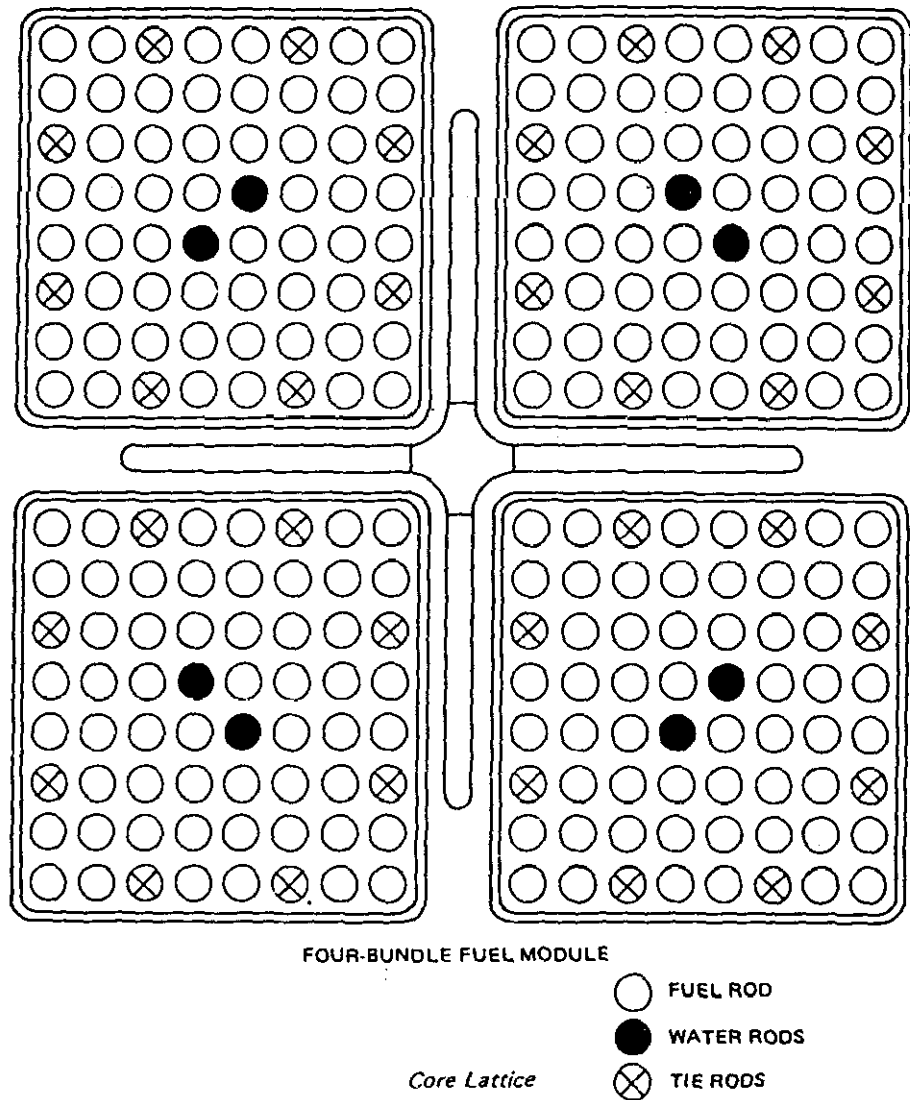 FOUR-BUNDLE FUEL MODULE
FUEL ROD
WATER RODS
Core Lattice
TIE RODS